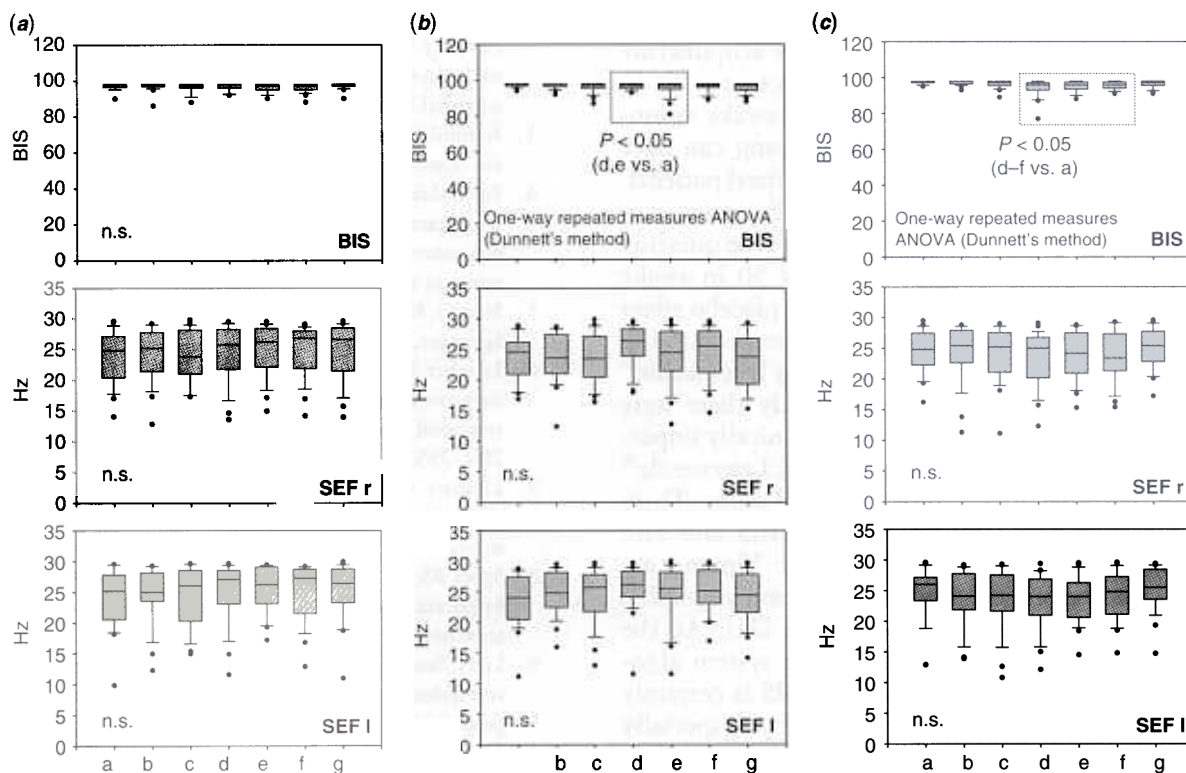 (a)
120
100
80
60
40
20
0
BIS
n.s.
BIS
35
30
25
20
15
10
5
0
Hz
n.s.
SEF r
35
30
25
20
15
10
5
0
Hz
n.s.
SEF l
a b c d e f g
(b)
120
100
80
60
40
20
0
BIS
P < 0.05
(d,e vs. a)
One-way repeated measures ANOVA
(Dunnett's method)
BIS
35
30
25
20
15
10
5
0
Hz
n.s.
SEF r
35
30
25
20
15
10
5
0
Hz
n.s.
SEF l
b c d e f g
(c)
120
100
80
60
40
20
0
BIS
P < 0.05
(d–f vs. a)
One-way repeated measures
ANOVA (Dunnett's method)
BIS
35
30
25
20
15
10
5
0
Hz
n.s.
SEF r
35
30
25
20
15
10
5
0
Hz
n.s.
SEF l
a b c d e f g